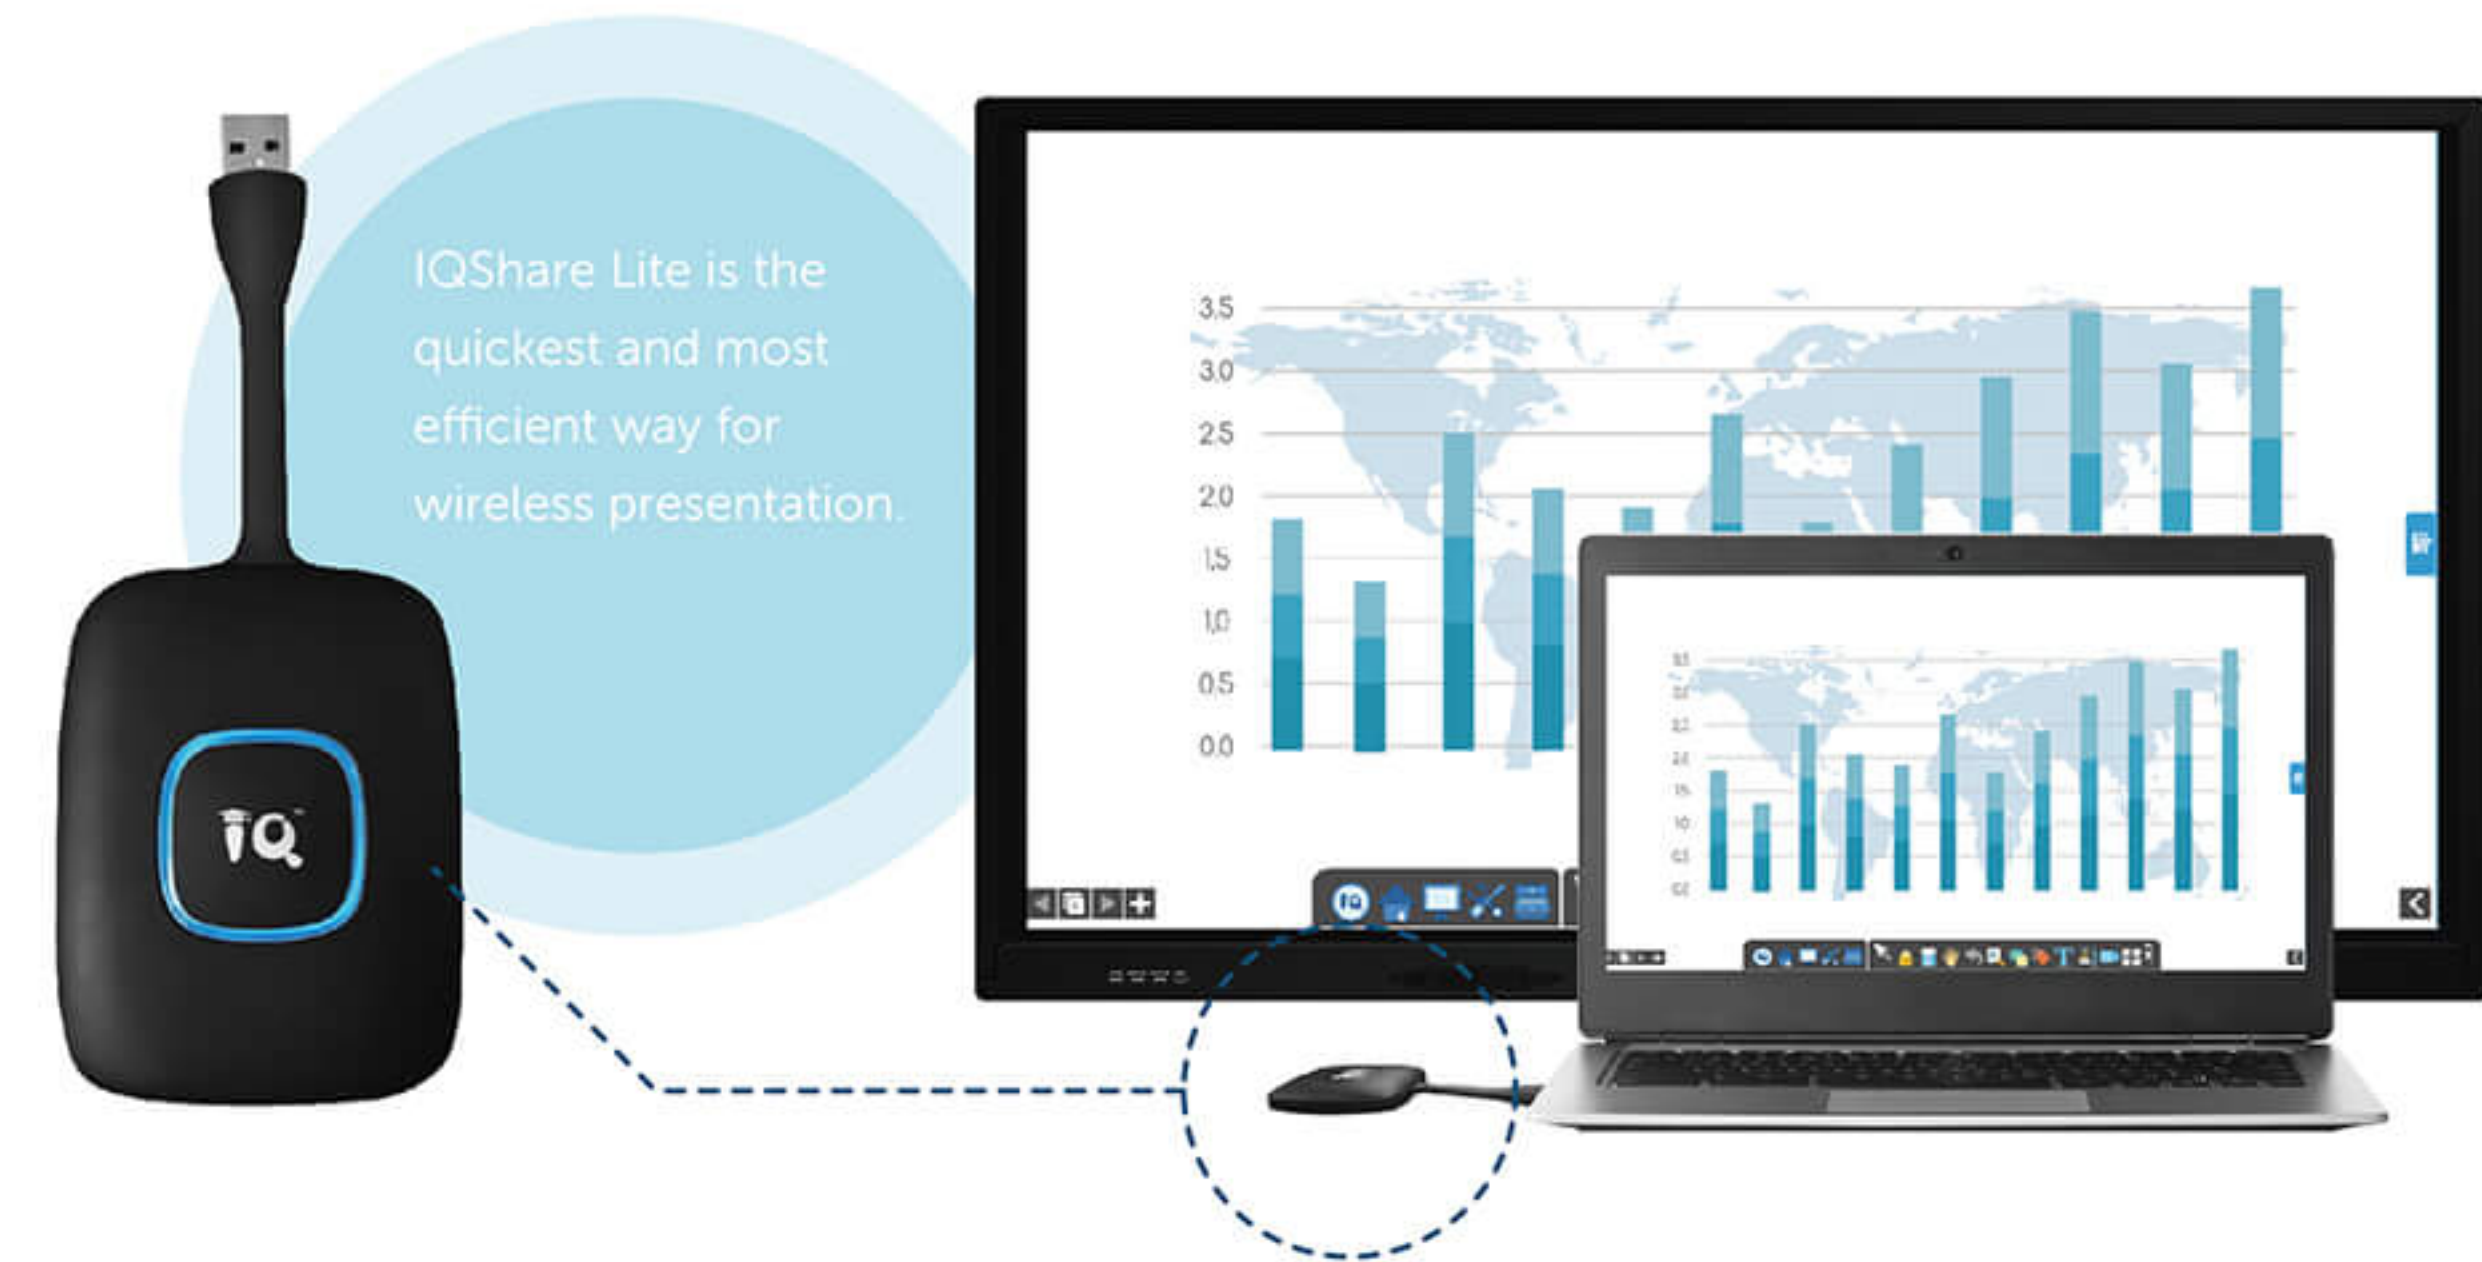 IQShare Lite is the
quickest and most
efficient way for
wireless presentation.
IQ
3.5
3.0
2.5
2.0
1.5
1.0
0.5
0.0
IQ